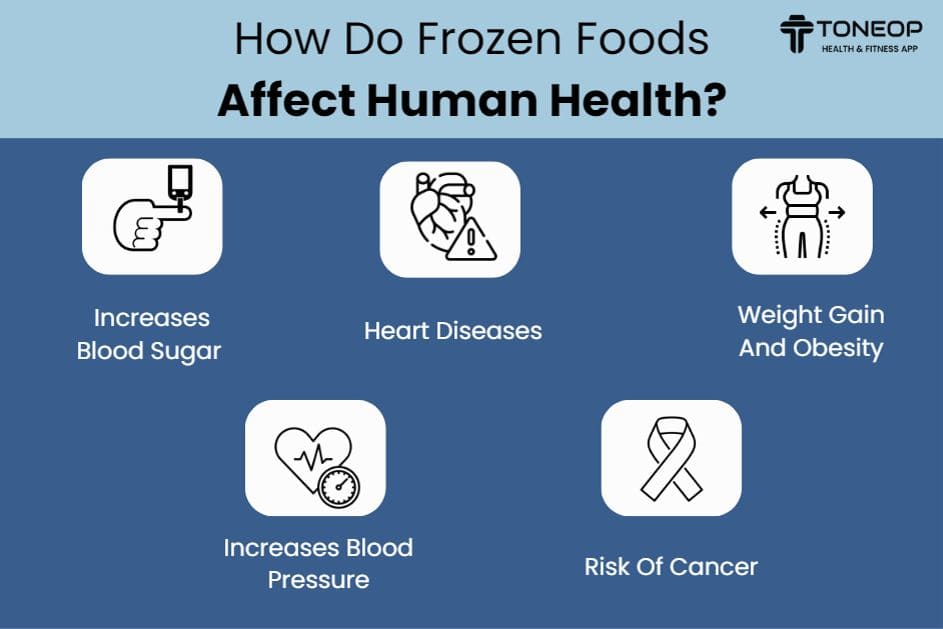 How Do Frozen Foods
Affect Human Health?
TONEOP
HEALTH & FITNESS APP
Increases
Blood Sugar
Heart Diseases
Weight Gain
And Obesity
Increases Blood
Pressure
Risk Of Cancer